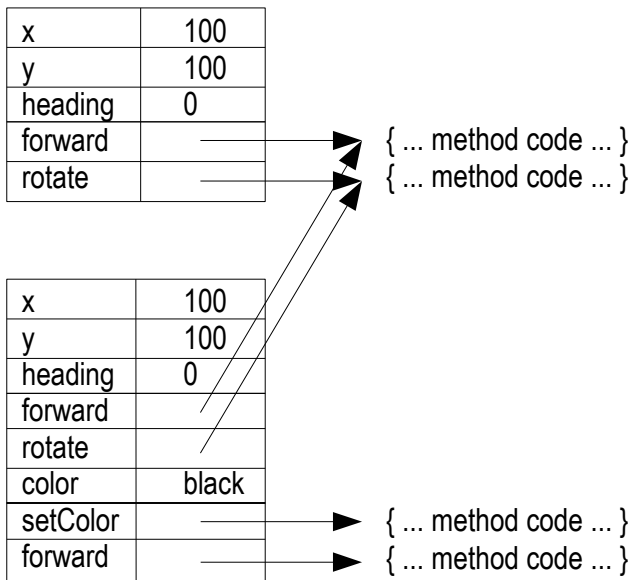 x 100
y 100
heading 0
forward { ... method code ... }
rotate { ... method code ... }
x 100
y 100
heading 0
forward
rotate
color black
setColor { ... method code ... }
forward { ... method code ... }